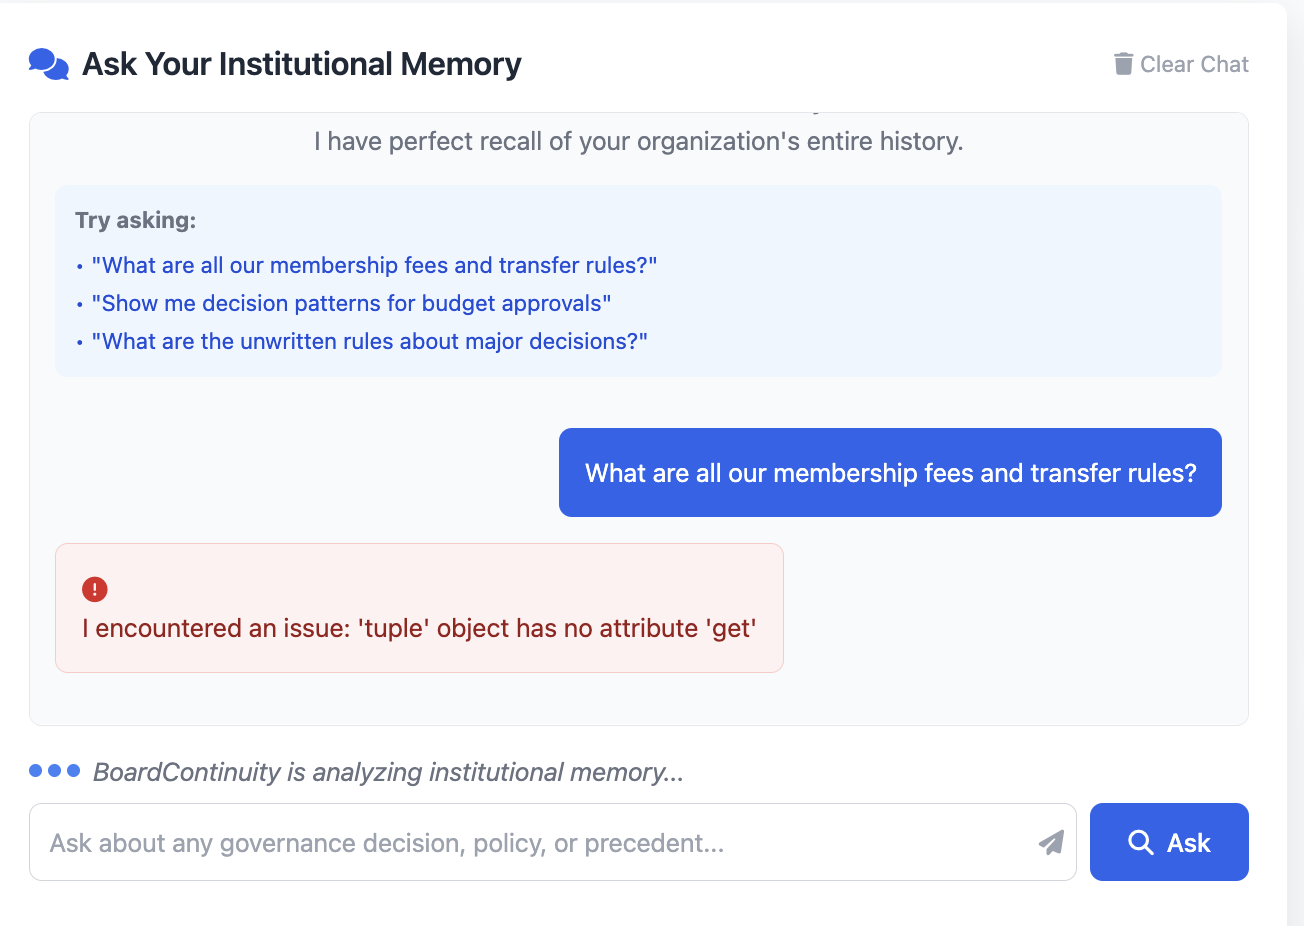 Ask Your Institutional Memory
Clear Chat
I have perfect recall of your organization's entire history.
Try asking:
• "What are all our membership fees and transfer rules?"
• "Show me decision patterns for budget approvals"
• "What are the unwritten rules about major decisions?"
What are all our membership fees and transfer rules?
I encountered an issue: 'tuple' object has no attribute 'get'
BoardContinuity is analyzing institutional memory...
Ask about any governance decision, policy, or precedent...
Ask